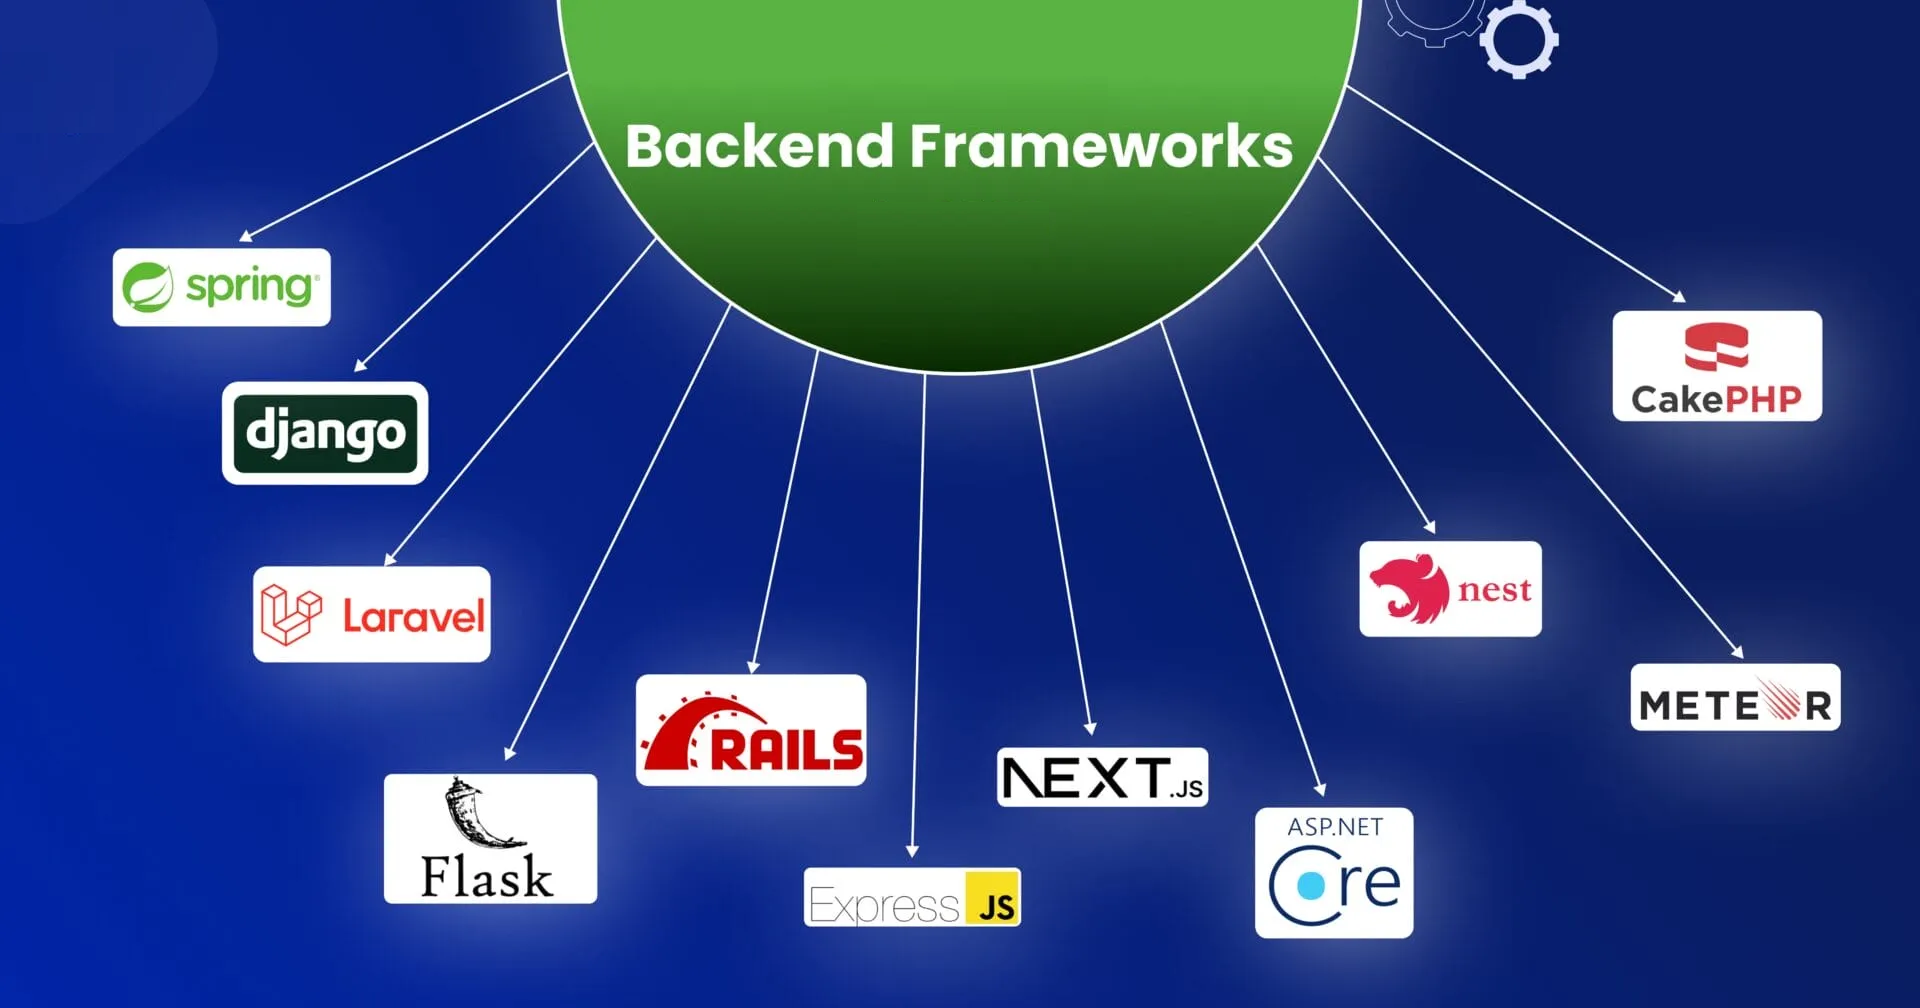 Backend Frameworks
spring®
django
Laravel
Flask
RAILS
Express JS
NEXT.JS
ASP.NET
Core
nest
METEOR
CakePHP